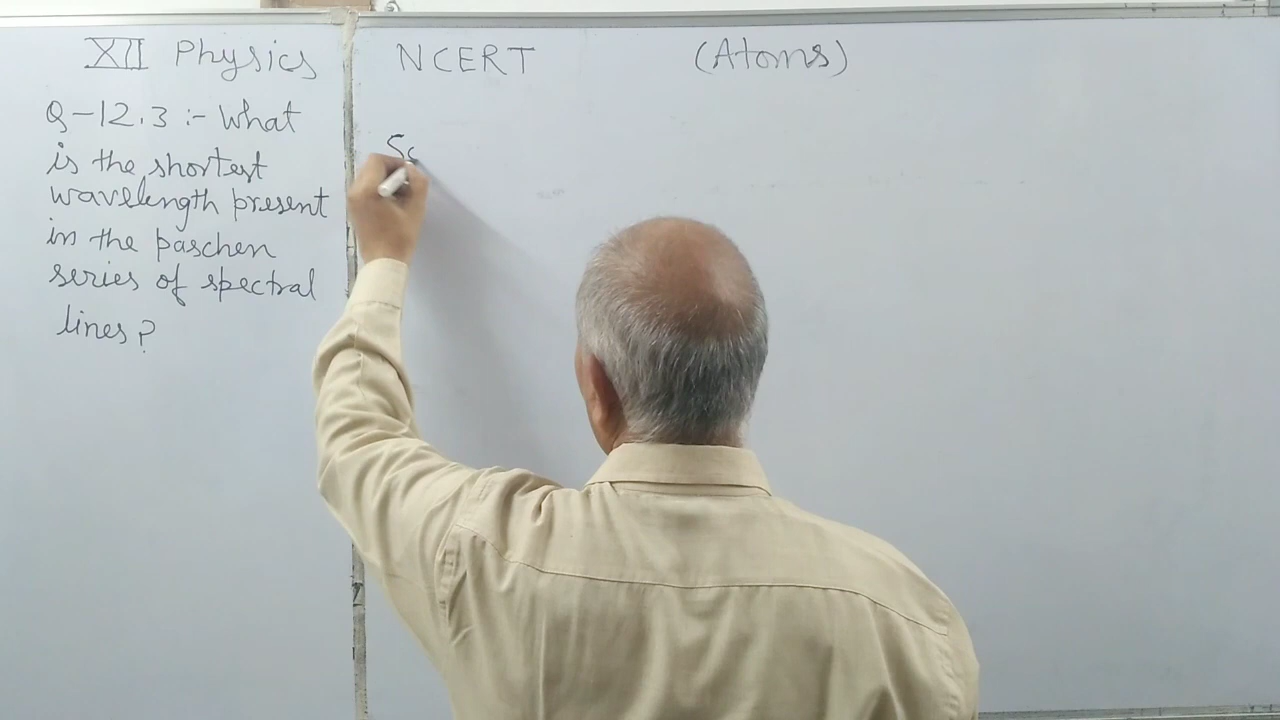 XII Physics
NCERT
(Atoms)
Q-12.3 :- What
is the shortest
wavelength present
in the paschen
series of spectral
lines?
So